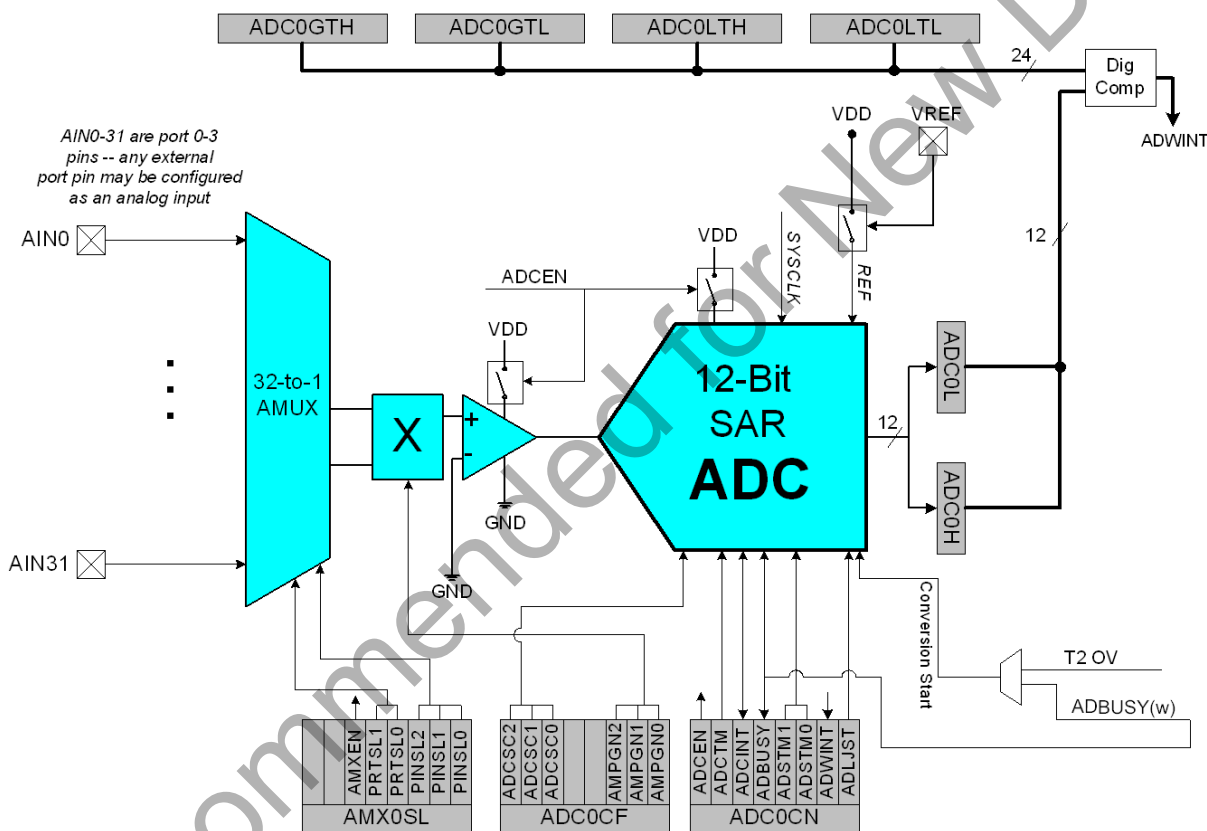 ADC0GTH
ADC0GTL
ADC0LTH
ADC0LTL
24
Dig
Comp
ADWINT
AIN0-31 are port 0-3
pins -- any external
port pin may be configured
as an analog input
VDD
VREF
12
AIN0
VDD
SYSCLK
REF
ADCEN
VDD
32-to-1
AMUX
X
+
-
12-Bit
SAR
ADC
12
ADC0L
ADC0H
GND
GND
AIN31
Conversion Start
T2 OV
ADBUSY(w)
AMXEN
PRTSL1
PRTSL0
PINSL2
PINSL1
PINSL0
AMX0SL
ADCSC2
ADCSC1
ADCSC0
AMPGN2
AMPGN1
AMPGN0
ADC0CF
ADCEN
ADCTM
ADCINT
ADBUSY
ADSTM1
ADSTM0
ADWINT
ADLJST
ADC0CN
ommended for New D